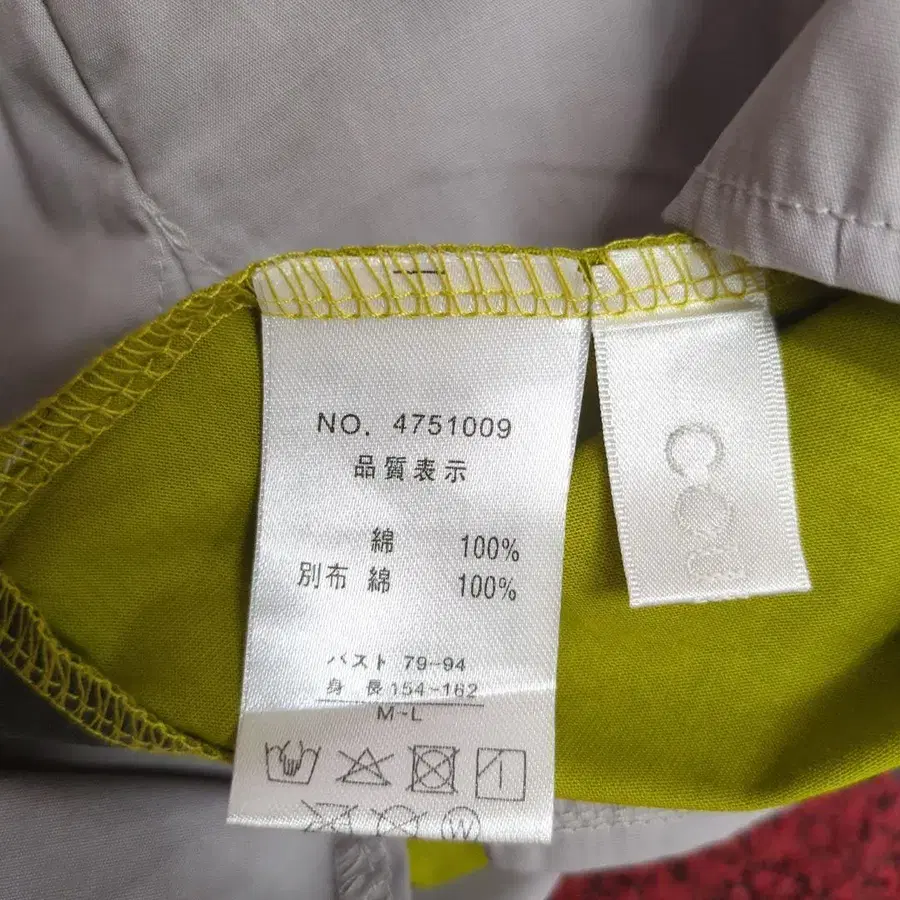 NO. 4751009
品質表示
綿 100%
別布 綿 100%
バスト 79-94
身長 154-162
M~L
W